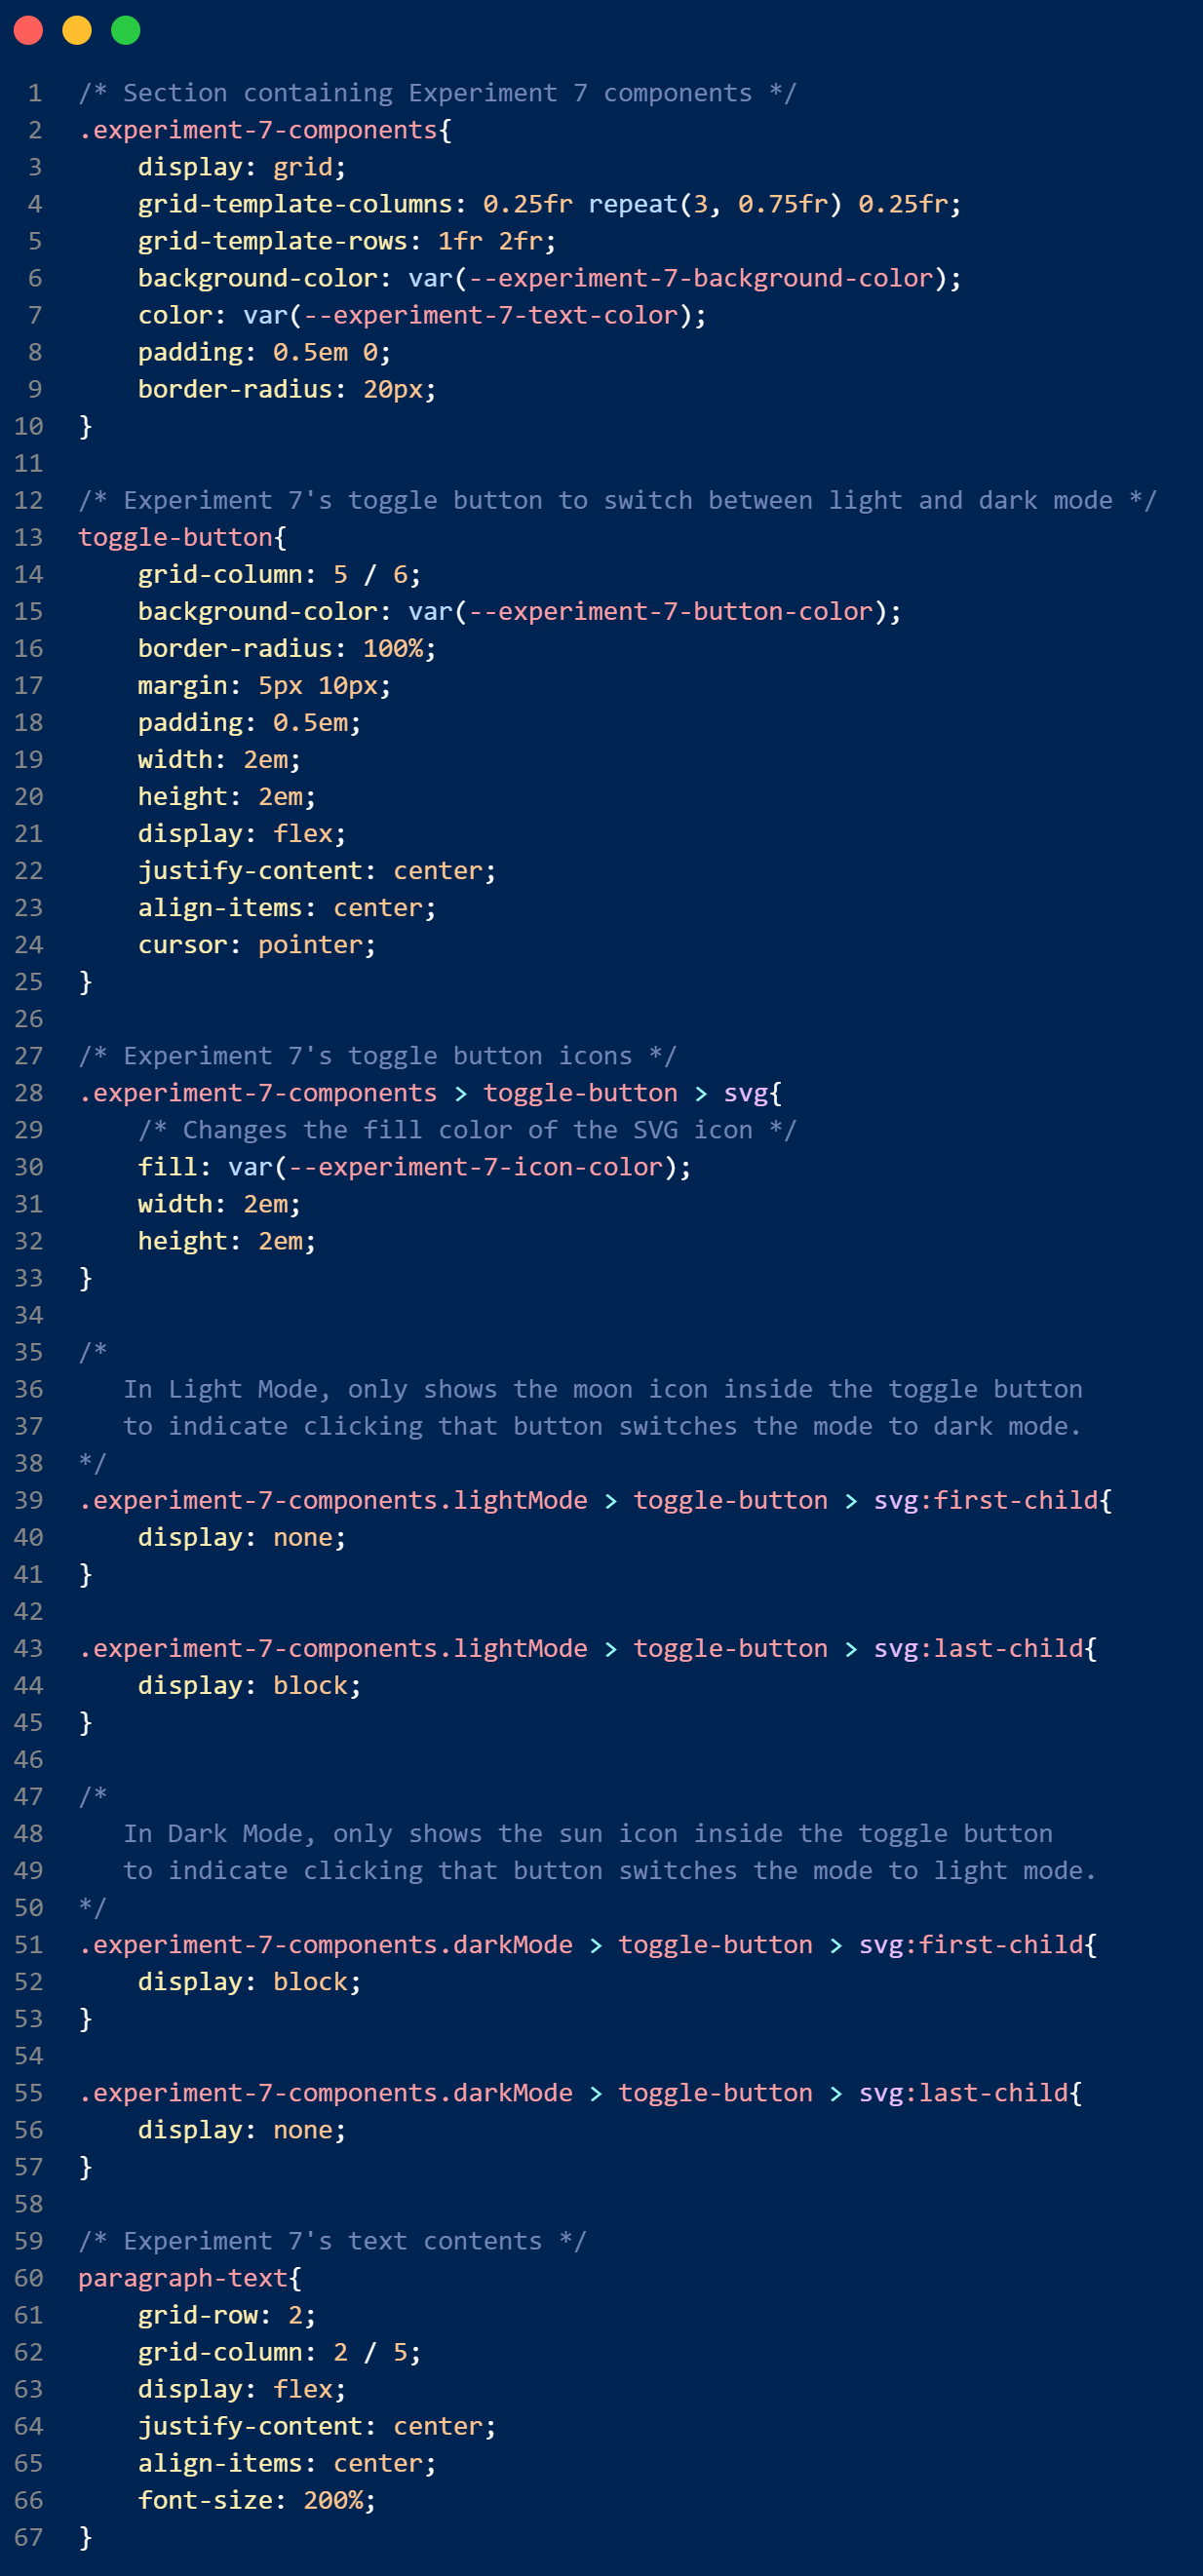 1 /* Section containing Experiment 7 components */
2 .experiment-7-components{
3     display: grid;
4     grid-template-columns: 0.25fr repeat(3, 0.75fr) 0.25fr;
5     grid-template-rows: 1fr 2fr;
6     background-color: var(--experiment-7-background-color);
7     color: var(--experiment-7-text-color);
8     padding: 0.5em 0;
9     border-radius: 20px;
10 }
11
12 /* Experiment 7's toggle button to switch between light and dark mode */
13 toggle-button{
14     grid-column: 5 / 6;
15     background-color: var(--experiment-7-button-color);
16     border-radius: 100%;
17     margin: 5px 10px;
18     padding: 0.5em;
19     width: 2em;
20     height: 2em;
21     display: flex;
22     justify-content: center;
23     align-items: center;
24     cursor: pointer;
25 }
26
27 /* Experiment 7's toggle button icons */
28 .experiment-7-components > toggle-button > svg{
29     /* Changes the fill color of the SVG icon */
30     fill: var(--experiment-7-icon-color);
31     width: 2em;
32     height: 2em;
33 }
34
35 /*
36    In Light Mode, only shows the moon icon inside the toggle button
37    to indicate clicking that button switches the mode to dark mode.
38 */
39 .experiment-7-components.lightMode > toggle-button > svg:first-child{
40     display: none;
41 }
42
43 .experiment-7-components.lightMode > toggle-button > svg:last-child{
44     display: block;
45 }
46
47 /*
48    In Dark Mode, only shows the sun icon inside the toggle button
49    to indicate clicking that button switches the mode to light mode.
50 */
51 .experiment-7-components.darkMode > toggle-button > svg:first-child{
52     display: block;
53 }
54
55 .experiment-7-components.darkMode > toggle-button > svg:last-child{
56     display: none;
57 }
58
59 /* Experiment 7's text contents */
60 paragraph-text{
61     grid-row: 2;
62     grid-column: 2 / 5;
63     display: flex;
64     justify-content: center;
65     align-items: center;
66     font-size: 200%;
67 }